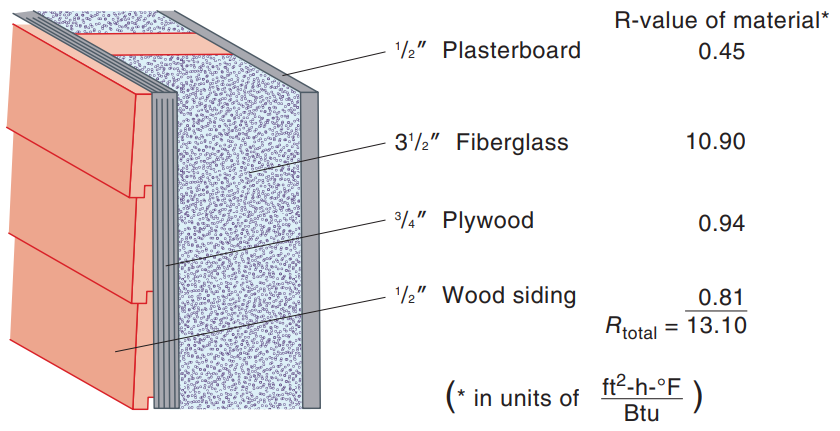 R-value of material*
1/2″ Plasterboard 0.45
3 1/2″ Fiberglass 10.90
3/4″ Plywood 0.94
1/2″ Wood siding 0.81
Rtotal = 13.10
(* in units of ft²-h-°F / Btu)